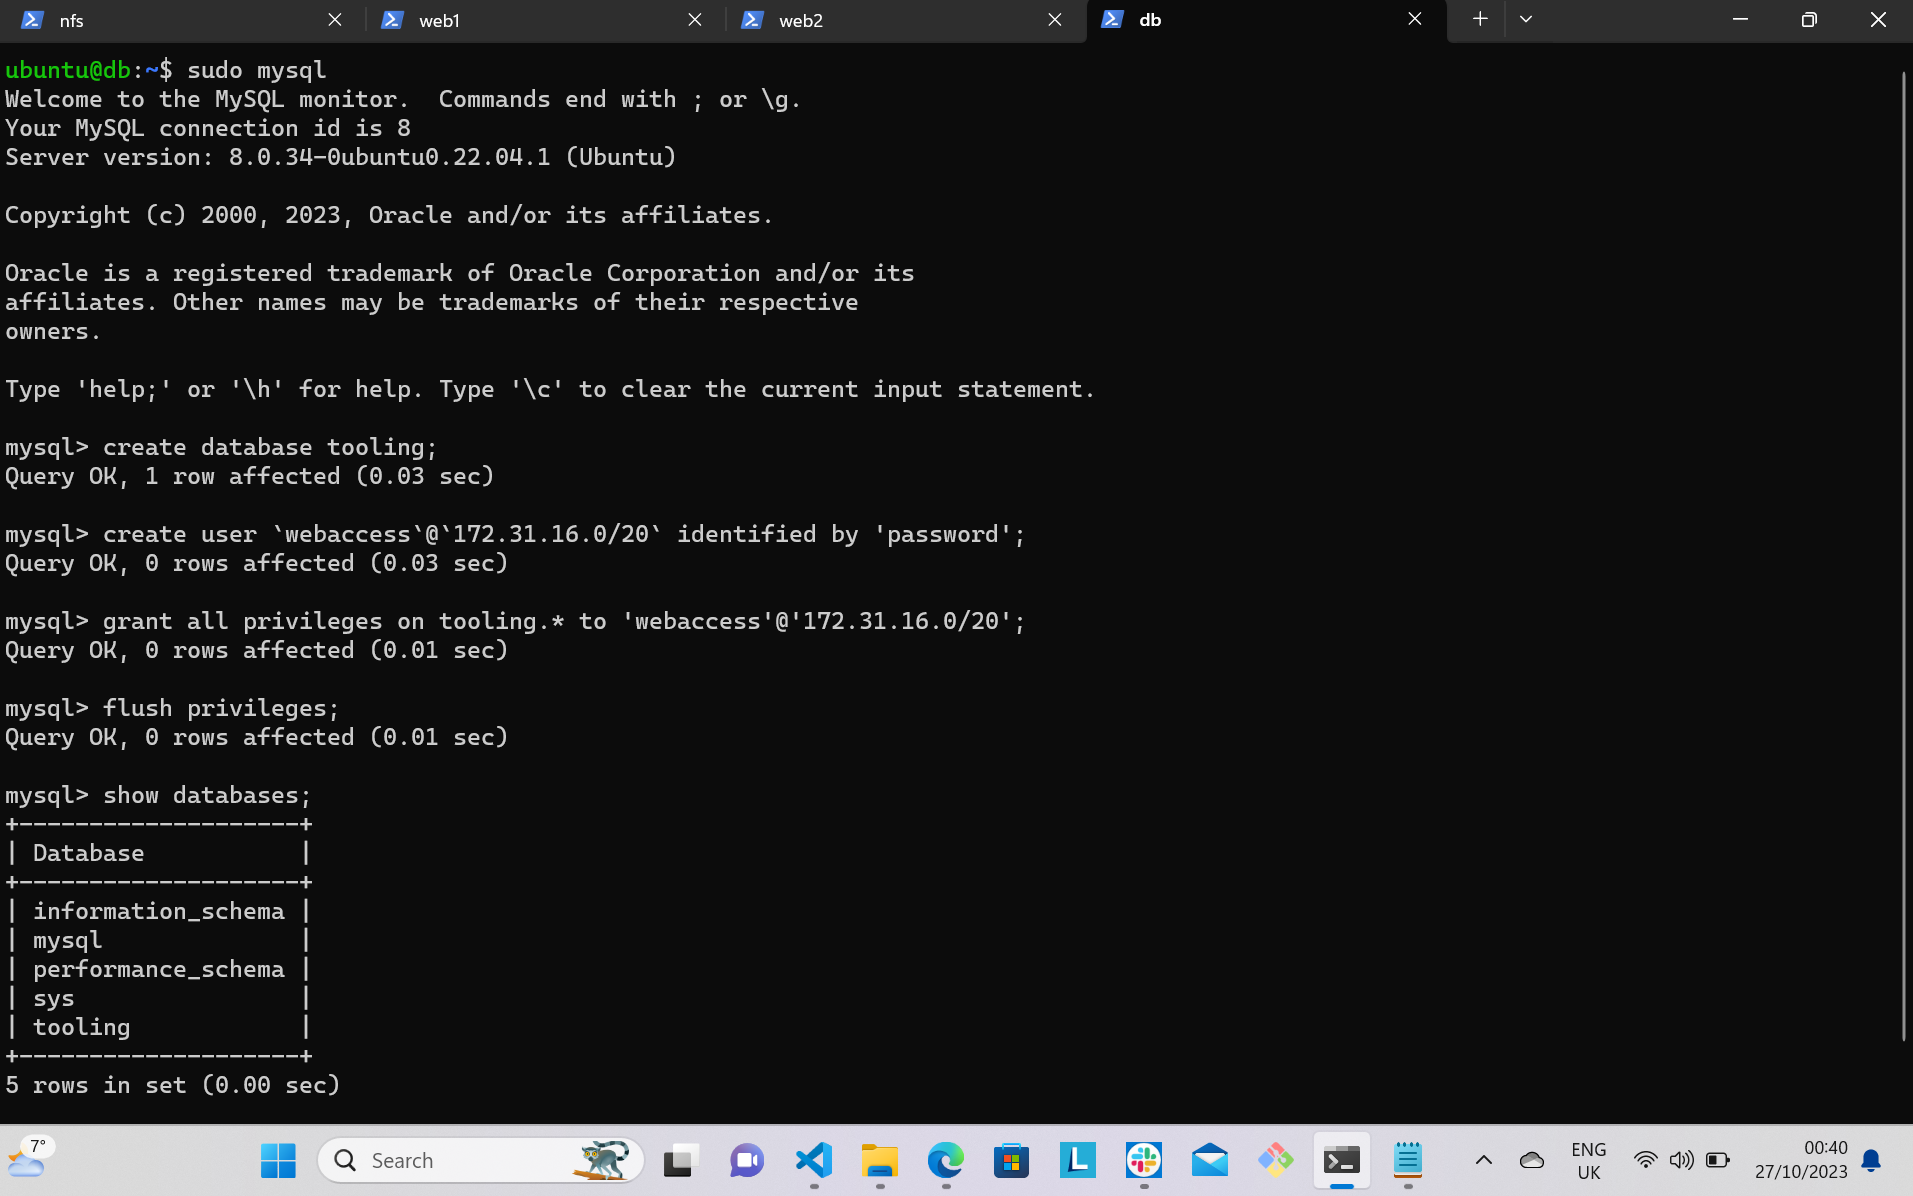 nfs
web1
web2
db
ubuntu@db:~$ sudo mysql
Welcome to the MySQL monitor.  Commands end with ; or \g.
Your MySQL connection id is 8
Server version: 8.0.34-0ubuntu0.22.04.1 (Ubuntu)
Copyright (c) 2000, 2023, Oracle and/or its affiliates.
Oracle is a registered trademark of Oracle Corporation and/or its
affiliates. Other names may be trademarks of their respective
owners.
Type 'help;' or '\h' for help. Type '\c' to clear the current input statement.
mysql> create database tooling;
Query OK, 1 row affected (0.03 sec)
mysql> create user `webaccess`@`172.31.16.0/20` identified by 'password';
Query OK, 0 rows affected (0.03 sec)
mysql> grant all privileges on tooling.* to 'webaccess'@'172.31.16.0/20';
Query OK, 0 rows affected (0.01 sec)
mysql> flush privileges;
Query OK, 0 rows affected (0.01 sec)
mysql> show databases;
+--------------------+
| Database           |
+--------------------+
| information_schema |
| mysql              |
| performance_schema |
| sys                |
| tooling            |
+--------------------+
5 rows in set (0.00 sec)
7°
Search
L
ENG
UK
00:40
27/10/2023